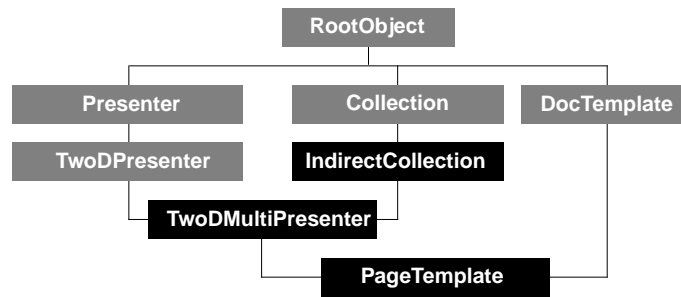 RootObject
Presenter
Collection
DocTemplate
TwoDPresenter
IndirectCollection
TwoDMultiPresenter
PageTemplate